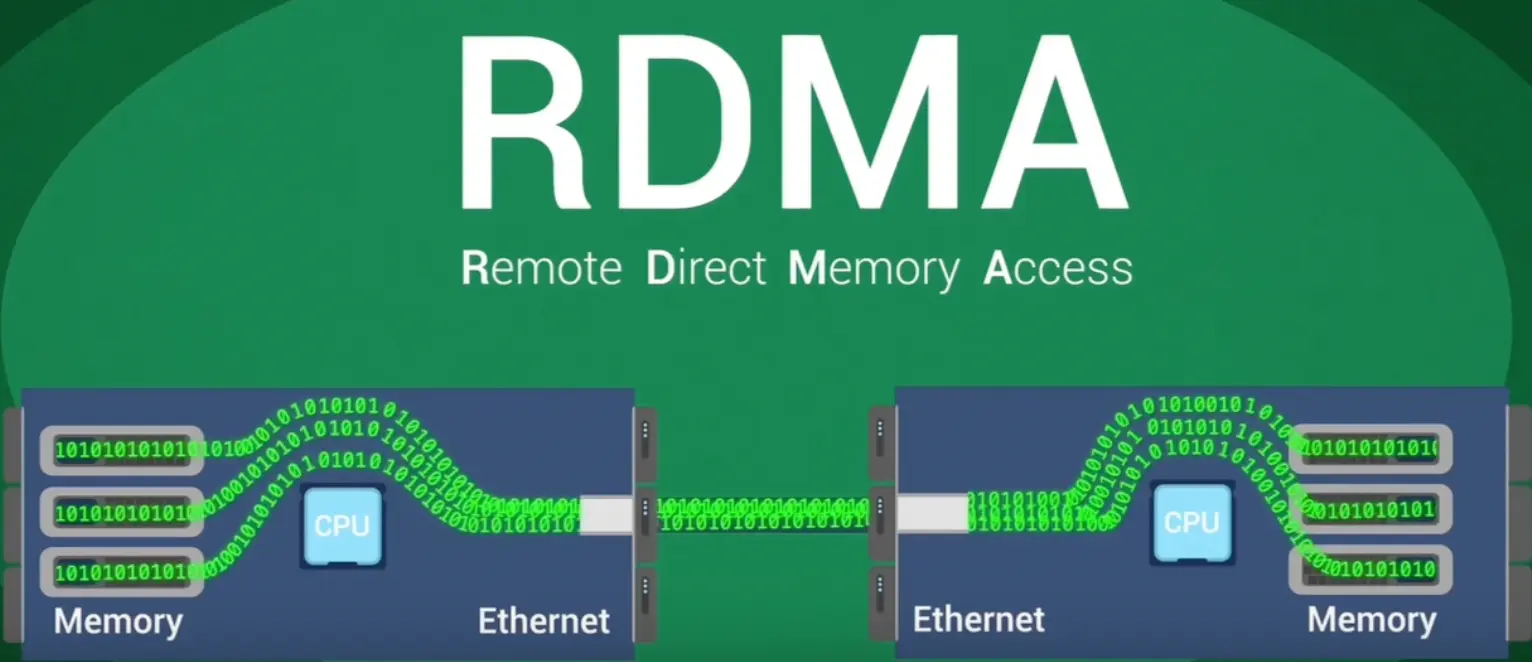 RDMA
Remote Direct Memory Access
CPU
CPU
Memory
Ethernet
Ethernet
Memory